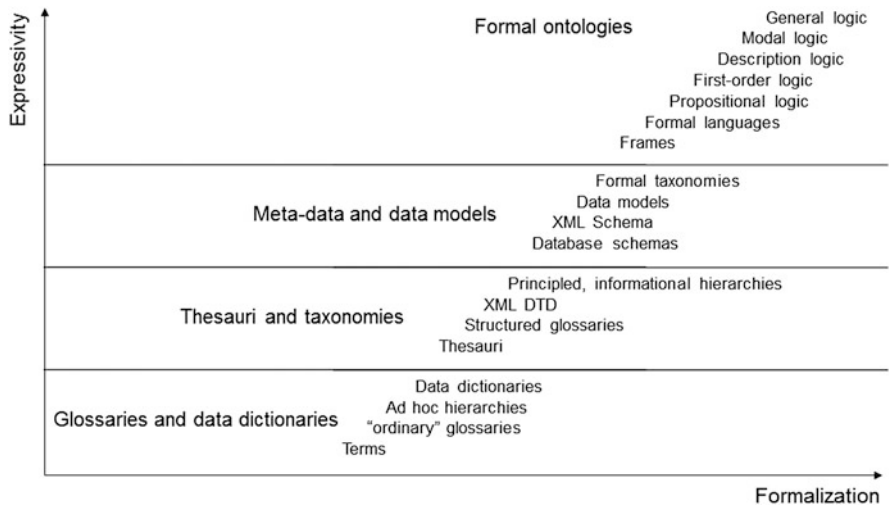 Expressivity
Formal ontologies
General logic
Modal logic
Description logic
First-order logic
Propositional logic
Formal languages
Frames
Meta-data and data models
Formal taxonomies
Data models
XML Schema
Database schemas
Thesauri and taxonomies
Principled, informational hierarchies
XML DTD
Structured glossaries
Thesauri
Glossaries and data dictionaries
Data dictionaries
Ad hoc hierarchies
“ordinary” glossaries
Terms
Formalization